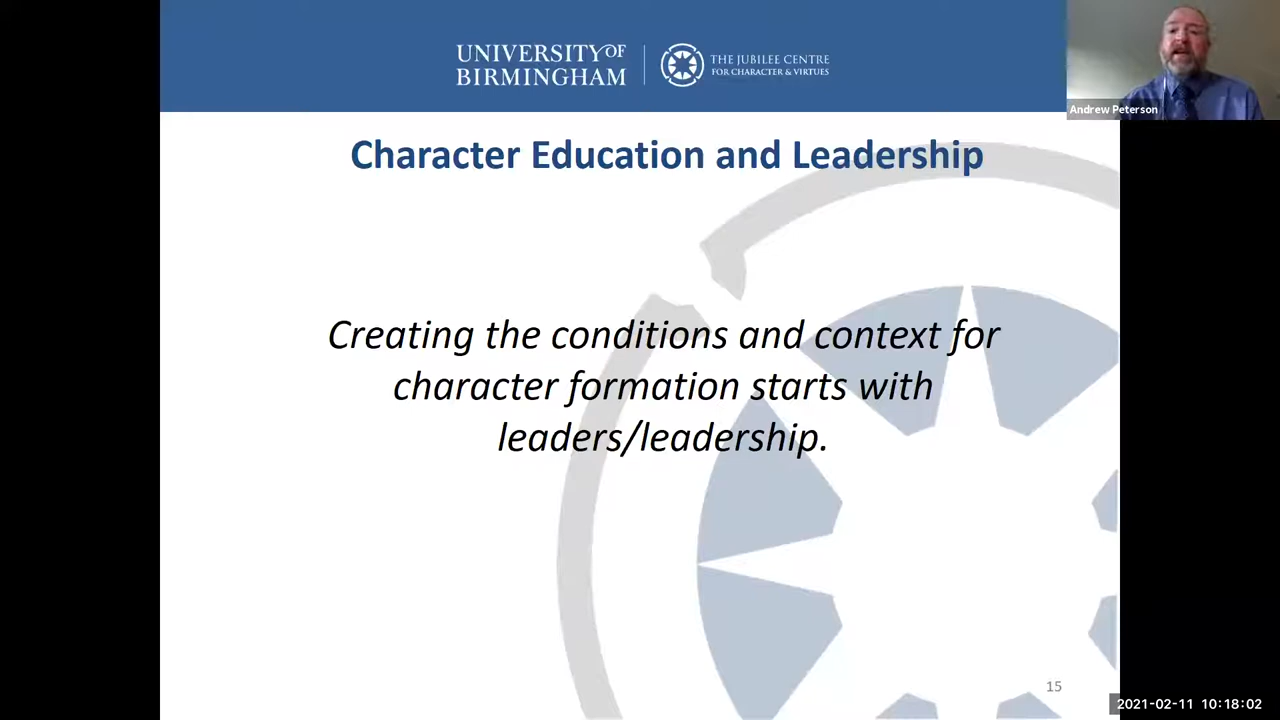 UNIVERSITY OF
BIRMINGHAM
THE JUBILEE CENTRE
FOR CHARACTER & VIRTUES
Andrew Peterson
Character Education and Leadership
Creating the conditions and context for
character formation starts with
leaders/leadership.
15
2021-02-11 10:18:02